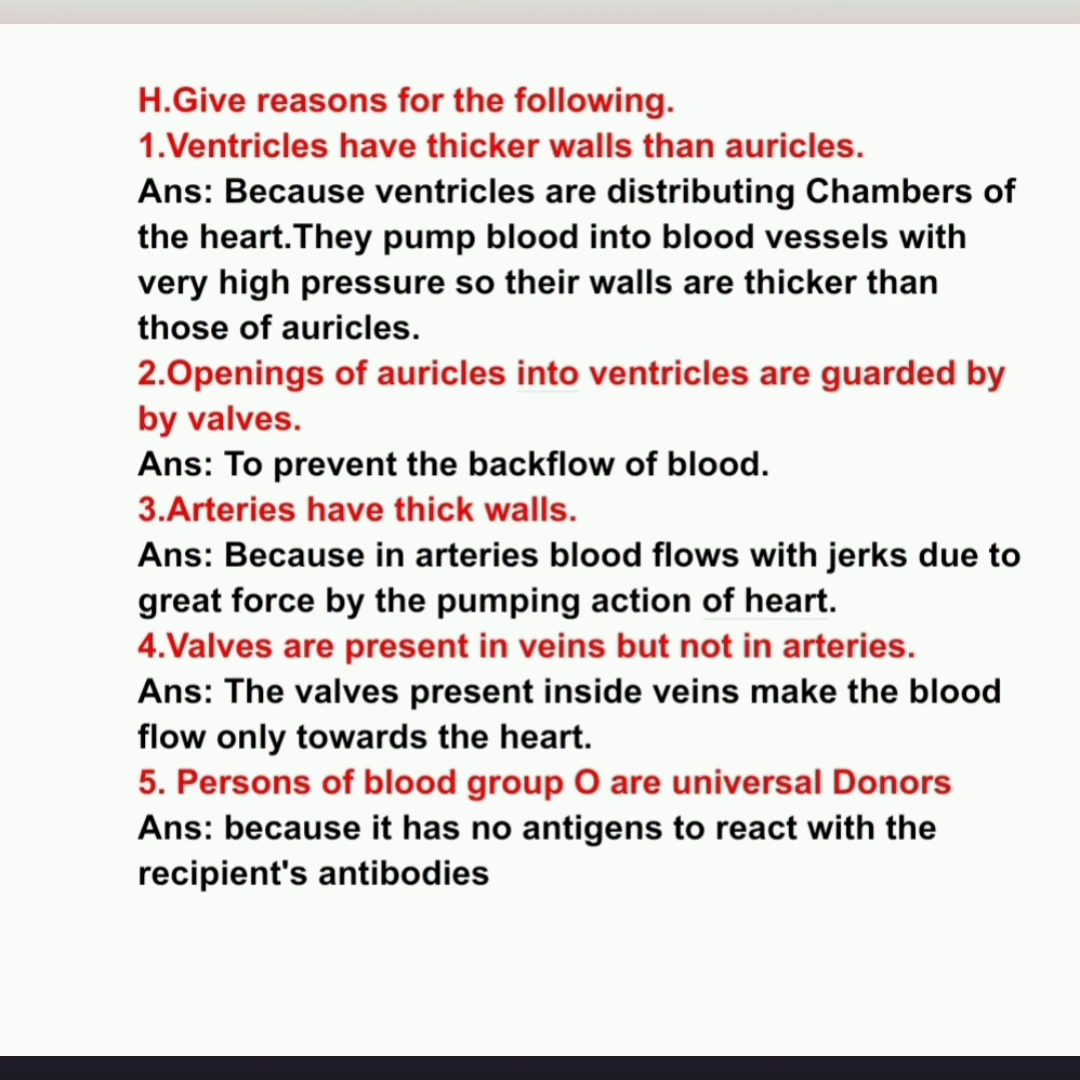 H.Give reasons for the following.
1.Ventricles have thicker walls than auricles.
Ans: Because ventricles are distributing Chambers of
the heart.They pump blood into blood vessels with
very high pressure so their walls are thicker than
those of auricles.
2.Openings of auricles into ventricles are guarded by
by valves.
Ans: To prevent the backflow of blood.
3.Arteries have thick walls.
Ans: Because in arteries blood flows with jerks due to
great force by the pumping action of heart.
4.Valves are present in veins but not in arteries.
Ans: The valves present inside veins make the blood
flow only towards the heart.
5. Persons of blood group O are universal Donors
Ans: because it has no antigens to react with the
recipient's antibodies